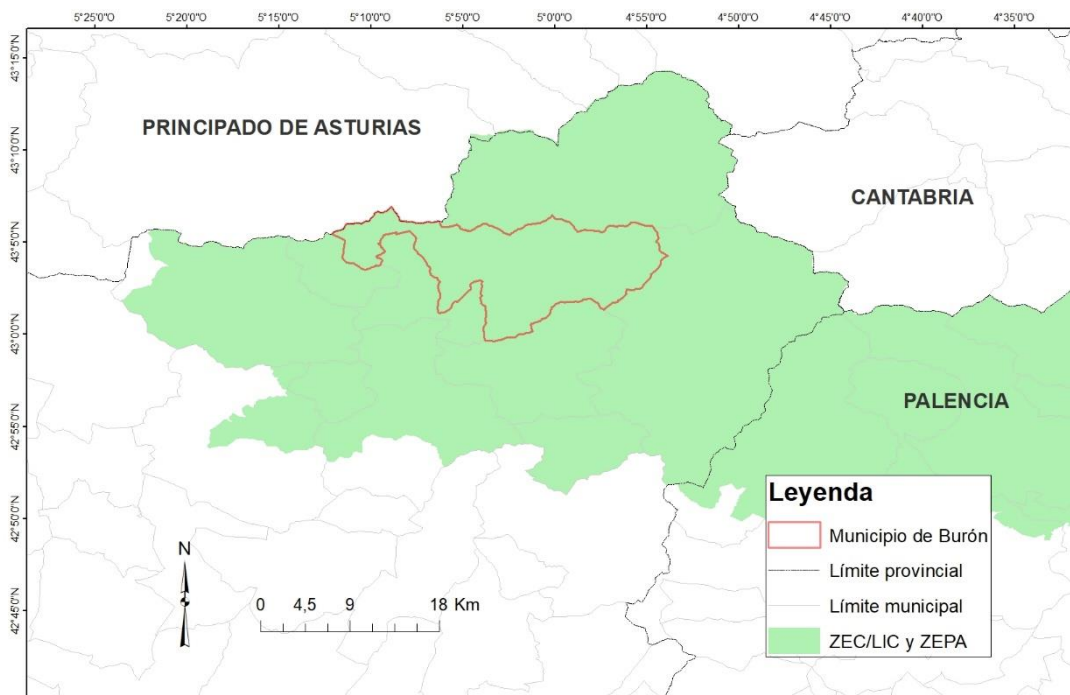 5°25'0"O 5°20'0"O 5°15'0"O 5°10'0"O 5°5'0"O 5°0'0"O 4°55'0"O 4°50'0"O 4°45'0"O 4°40'0"O 4°35'0"O
43°15'0"N
43°10'0"N
43°5'0"N
43°0'0"N
42°55'0"N
42°50'0"N
42°45'0"N
PRINCIPADO DE ASTURIAS
CANTABRIA
PALENCIA
N
0 4,5 9 18 Km
Leyenda
Municipio de Burón
Límite provincial
Límite municipal
ZEC/LIC y ZEPA